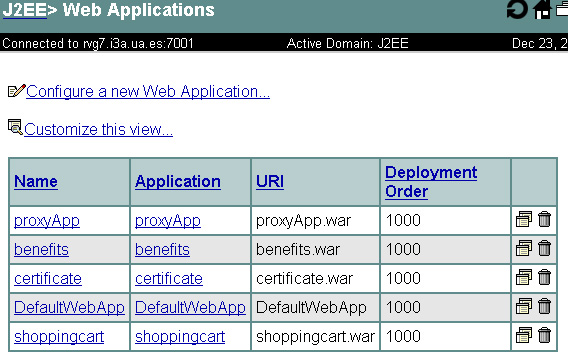 J2EE> Web Applications
Connected to rvg7.i3a.ua.es:7001 Active Domain: J2EE Dec 23, 2
Configure a new Web Application...
Customize this view...
Name Application URI Deployment Order
proxyApp proxyApp proxyApp.war 1000
benefits benefits benefits.war 1000
certificate certificate certificate.war 1000
DefaultWebApp DefaultWebApp DefaultWebApp 1000
shoppingcart shoppingcart shoppingcart.war 1000